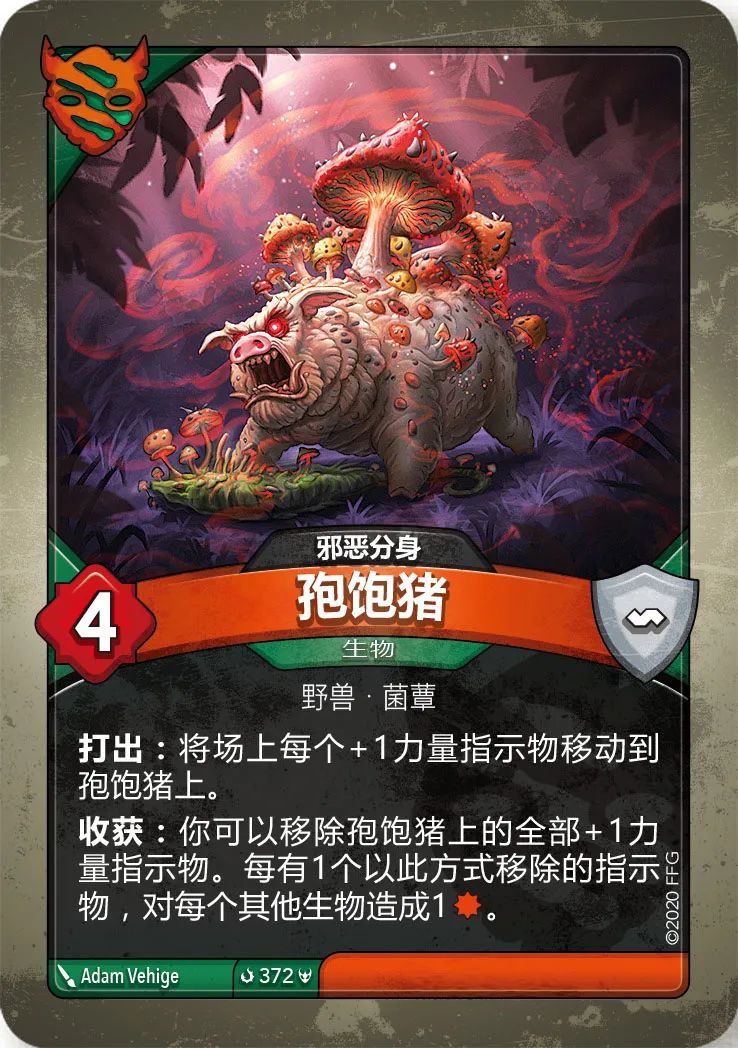 邪恶分身
孢饱猪
4
生物
野兽 · 菌蕈
打出：将场上每个+1力量指示物移动到
孢饱猪上。
收获：你可以移除孢饱猪上的全部+1力
量指示物。每有1个以此方式移除的指示
物，对每个其他生物造成1 。
©2020 FFG
Adam Vehige
372